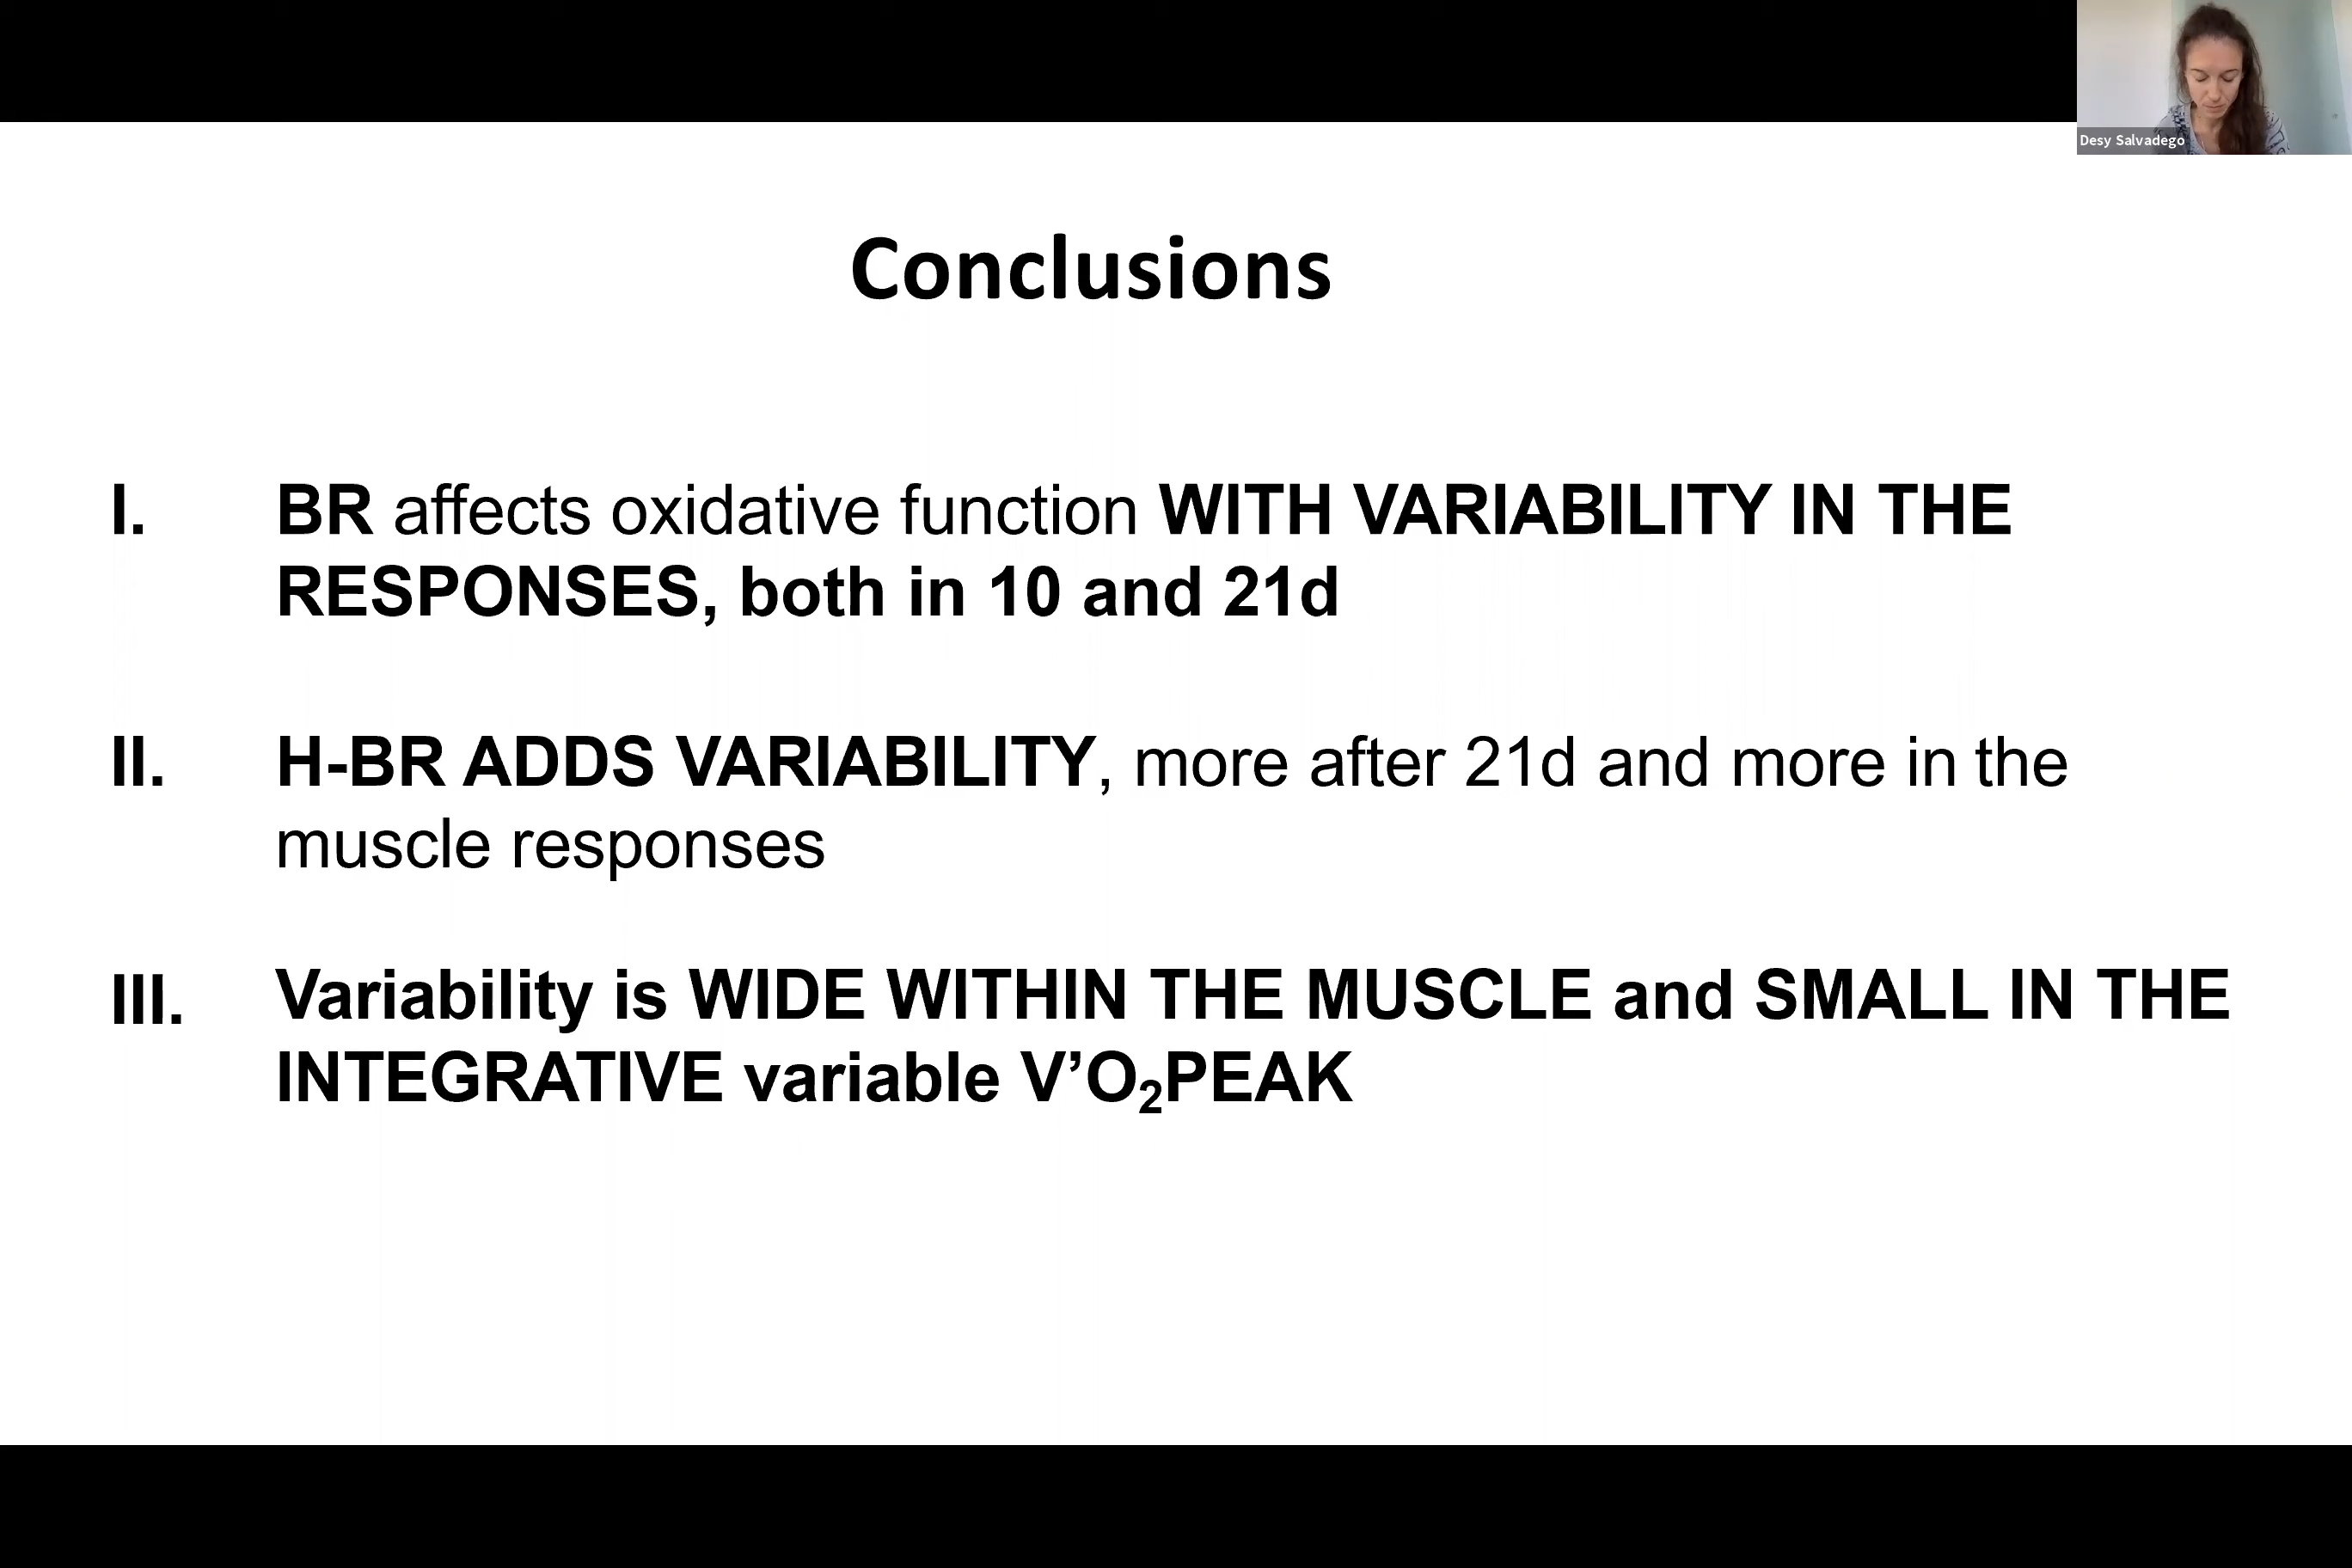 Desy Salvadego
Conclusions
I. BR affects oxidative function WITH VARIABILITY IN THE
RESPONSES, both in 10 and 21d
II. H-BR ADDS VARIABILITY, more after 21d and more in the
muscle responses
III. Variability is WIDE WITHIN THE MUSCLE and SMALL IN THE
INTEGRATIVE variable V’O₂PEAK